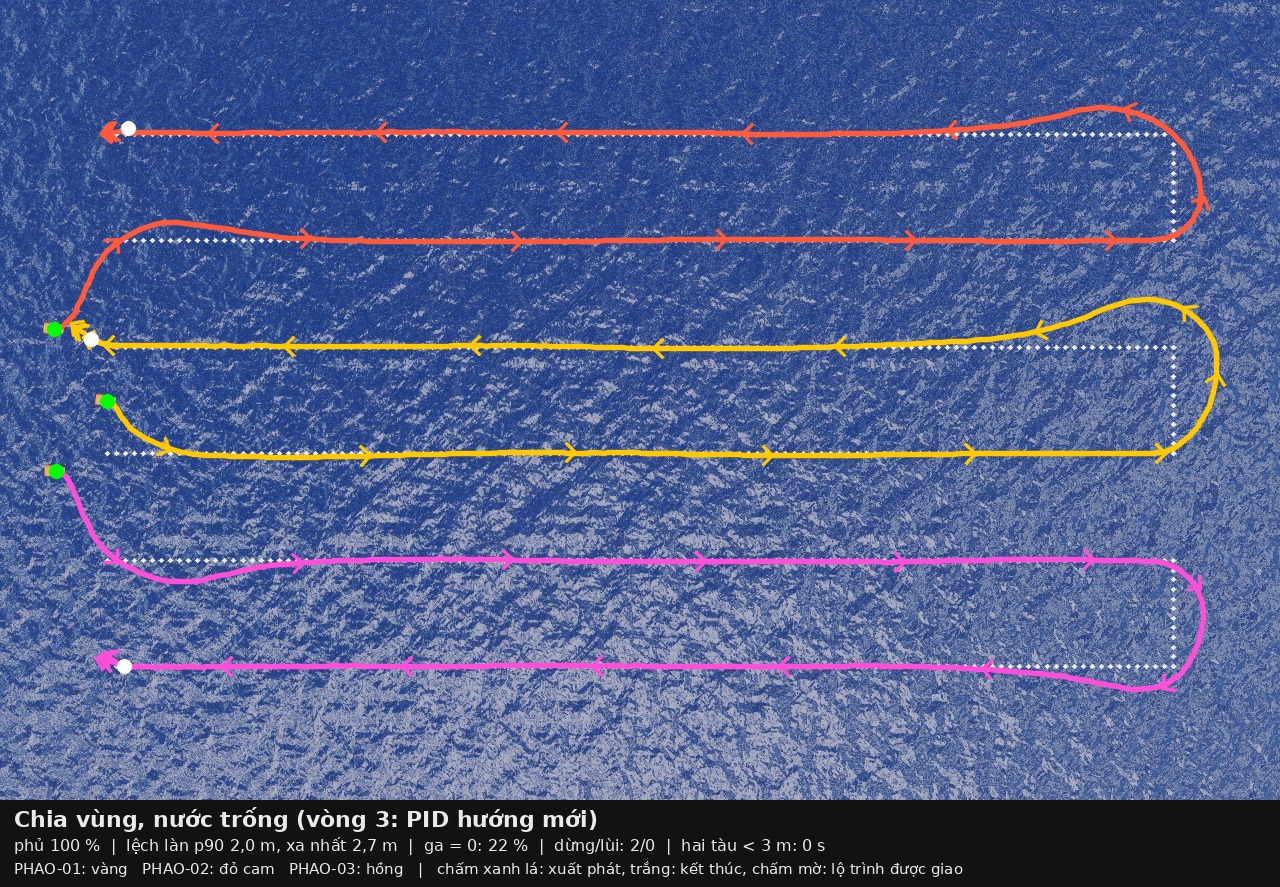 Chia vùng, nước trống (vòng 3: PID hướng mới)
phủ 100 % | lệch làn p90 2,0 m, xa nhất 2,7 m | ga = 0: 22 % | dừng/lùi: 2/0 | hai tàu < 3 m: 0 s
PHAO-01: vàng PHAO-02: đỏ cam PHAO-03: hồng | chấm xanh lá: xuất phát, trắng: kết thúc, chấm mờ: lộ trình được giao